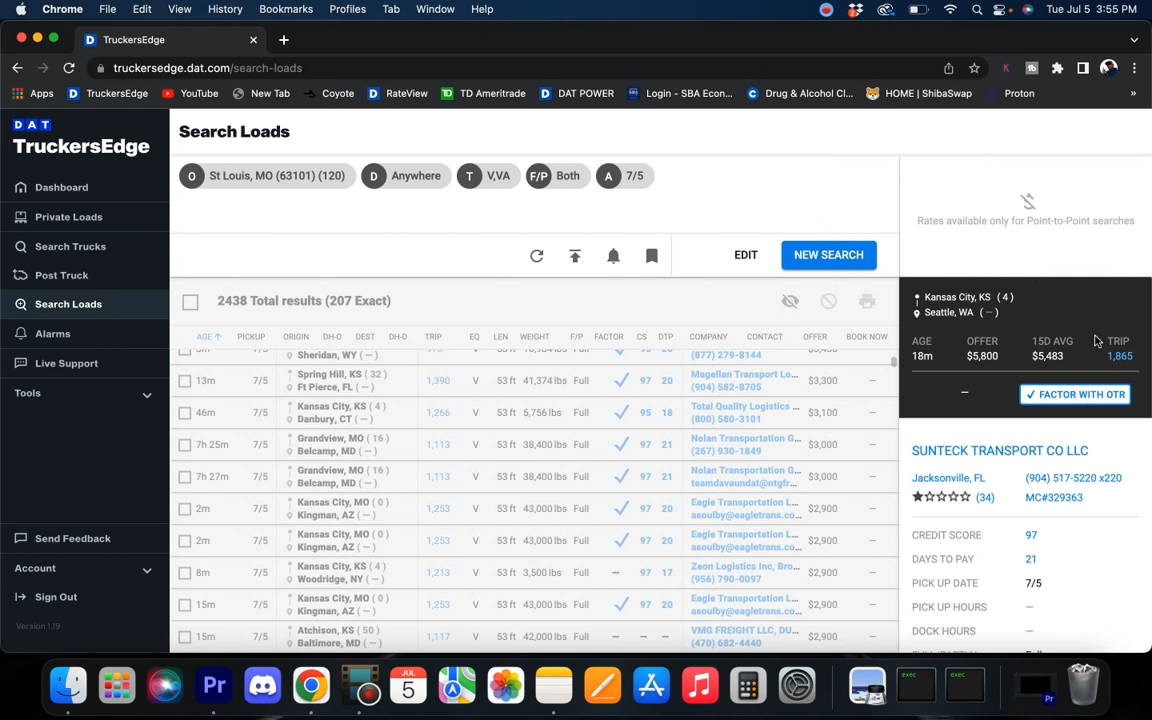 Chrome File Edit View History Bookmarks Profiles Tab Window Help Tue Jul 5 3:55 PM
TruckersEdge
truckersedge.dat.com/search-loads
Apps TruckersEdge YouTube New Tab Coyote RateView TD Ameritrade DAT POWER Login - SBA Econ... Drug & Alcohol Cl... HOME | ShibaSwap Proton »
DAT
TruckersEdge
Dashboard
Private Loads
Search Trucks
Post Truck
Search Loads
Alarms
Live Support
Tools
Send Feedback
Account
Sign Out
Version 1.19
Search Loads
O St Louis, MO (63101) (120) D Anywhere T V,VA F/P Both A 7/5
EDIT NEW SEARCH
2438 Total results (207 Exact)
AGE PICKUP ORIGIN DH-O DEST DH-D TRIP EQ LEN WEIGHT F/P FACTOR CS DTP COMPANY CONTACT OFFER BOOK NOW
Sheridan, WY (–) (877) 279-8144
13m 7/5 Spring Hill, KS (32) 1,390 V 53 ft 41,374 lbs Full 97 20 Magellan Transport Lo... $3,300 –
Ft Pierce, FL (–) (904) 582-8705
46m 7/5 Kansas City, KS (4) 1,266 V 53 ft 5,756 lbs Full 95 18 Total Quality Logistics ... $3,100 –
Danbury, CT (–) (800) 580-3101
7h 25m 7/5 Grandview, MO (16) 1,113 V 53 ft 38,400 lbs Full 97 21 Nolan Transportation G... $3,000 –
Belcamp, MD (–) (267) 930-1849
7h 27m 7/5 Grandview, MO (16) 1,113 V 53 ft 38,400 lbs Full 97 21 Nolan Transportation G... $3,000 –
Belcamp, MD (–) teamdavaundat@ntgfr...
2m 7/5 Kansas City, MO (0) 1,253 V 53 ft 43,000 lbs Full 97 20 Eagle Transportation L... $2,900 –
Kingman, AZ (–) asoulby@eagletrans.co...
2m 7/5 Kansas City, MO (0) 1,253 V 53 ft 43,000 lbs Full 97 20 Eagle Transportation L... $2,900 –
Kingman, AZ (–) asoulby@eagletrans.co...
8m 7/5 Kansas City, KS (4) 1,213 V 53 ft 3,500 lbs Full – 97 17 Zeon Logistics Inc, Bro... $2,900 –
Woodridge, NY (–) (956) 790-0097
15m 7/5 Kansas City, MO (0) 1,253 V 53 ft 43,000 lbs Full 97 20 Eagle Transportation L... $2,900 –
Kingman, AZ (–) asoulby@eagletrans.co...
15m 7/5 Atchison, KS (50) 1,117 V 53 ft 42,000 lbs Full – – – VMG FREIGHT LLC, DU... $2,900 –
Baltimore, MD (–) (470) 682-4440
Rates available only for Point-to-Point searches
Kansas City, KS (4)
Seattle, WA (–)
AGE OFFER 15D AVG TRIP
18m $5,800 $5,483 1,865
– ✓ FACTOR WITH OTR
SUNTECK TRANSPORT CO LLC
Jacksonville, FL (904) 517-5220 x220
(34) MC#329363
CREDIT SCORE 97
DAYS TO PAY 21
PICK UP DATE 7/5
PICK UP HOURS –
DOCK HOURS –
Pr JUL 5 exec exec Pr